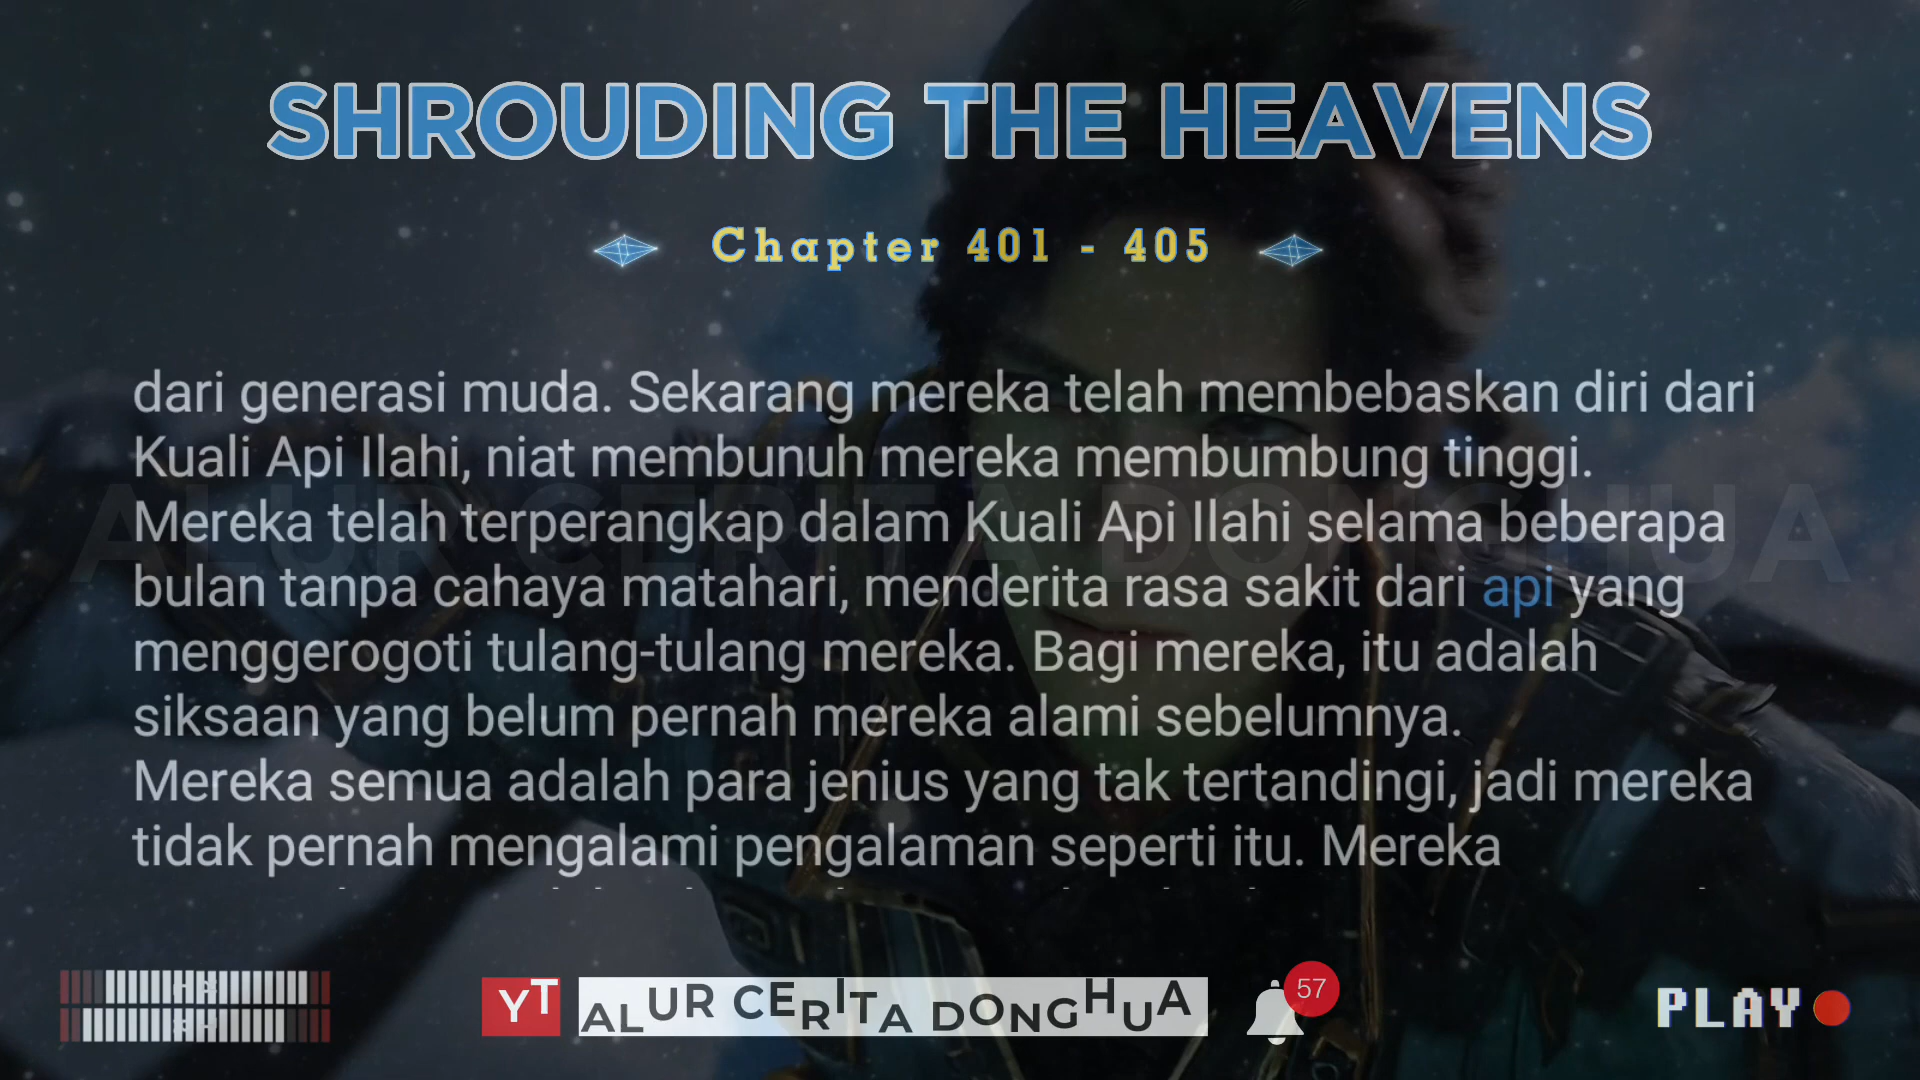 SHROUDING THE HEAVENS
Chapter 401 - 405
dari generasi muda. Sekarang mereka telah membebaskan diri dari
Kuali Api Ilahi, niat membunuh mereka membumbung tinggi.
Mereka telah terperangkap dalam Kuali Api Ilahi selama beberapa
bulan tanpa cahaya matahari, menderita rasa sakit dari api yang
menggerogoti tulang-tulang mereka. Bagi mereka, itu adalah
siksaan yang belum pernah mereka alami sebelumnya.
Mereka semua adalah para jenius yang tak tertandingi, jadi mereka
tidak pernah mengalami pengalaman seperti itu. Mereka
ALUR CERITA DONGHUA
YT ALUR CERITA DONGHUA
57
PLAY